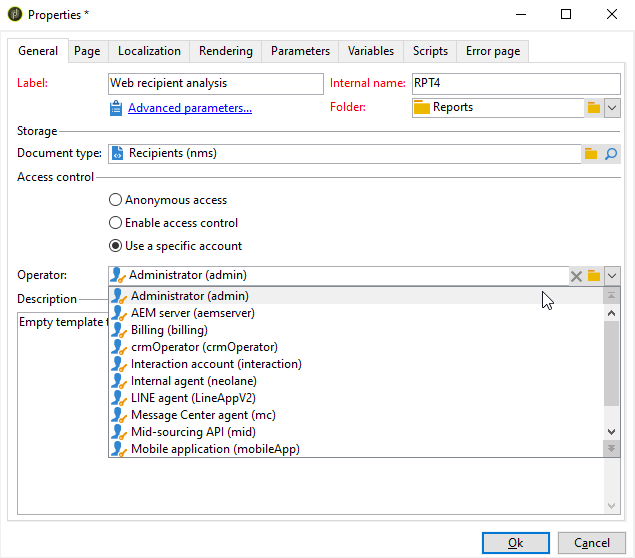 Properties *
General Page Localization Rendering Parameters Variables Scripts Error page
Label: Web recipient analysis Internal name: RPT4
Advanced parameters... Folder: Reports
Storage
Document type: Recipients (nms)
Access control
Anonymous access
Enable access control
Use a specific account
Operator: Administrator (admin)
Description
Administrator (admin)
Empty template t
AEM server (aemserver)
Billing (billing)
crmOperator (crmOperator)
Interaction account (interaction)
Internal agent (neolane)
LINE agent (LineAppV2)
Message Center agent (mc)
Mid-sourcing API (mid)
Mobile application (mobileApp)
Ok Cancel